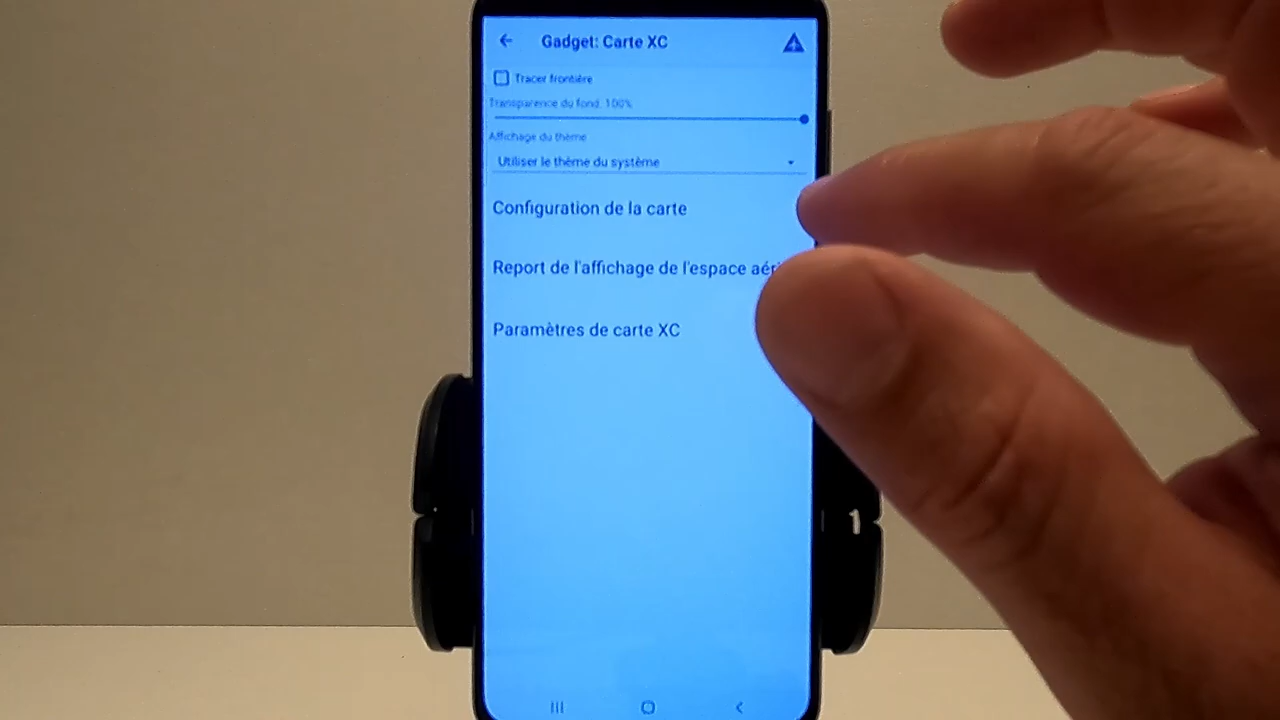 Gadget: Carte XC
Tracer frontière
Transparence du fond: 100%
Affichage du thème
Utiliser le thème du système
Configuration de la carte
Report de l'affichage de l'espace aér
Paramètres de carte XC
1